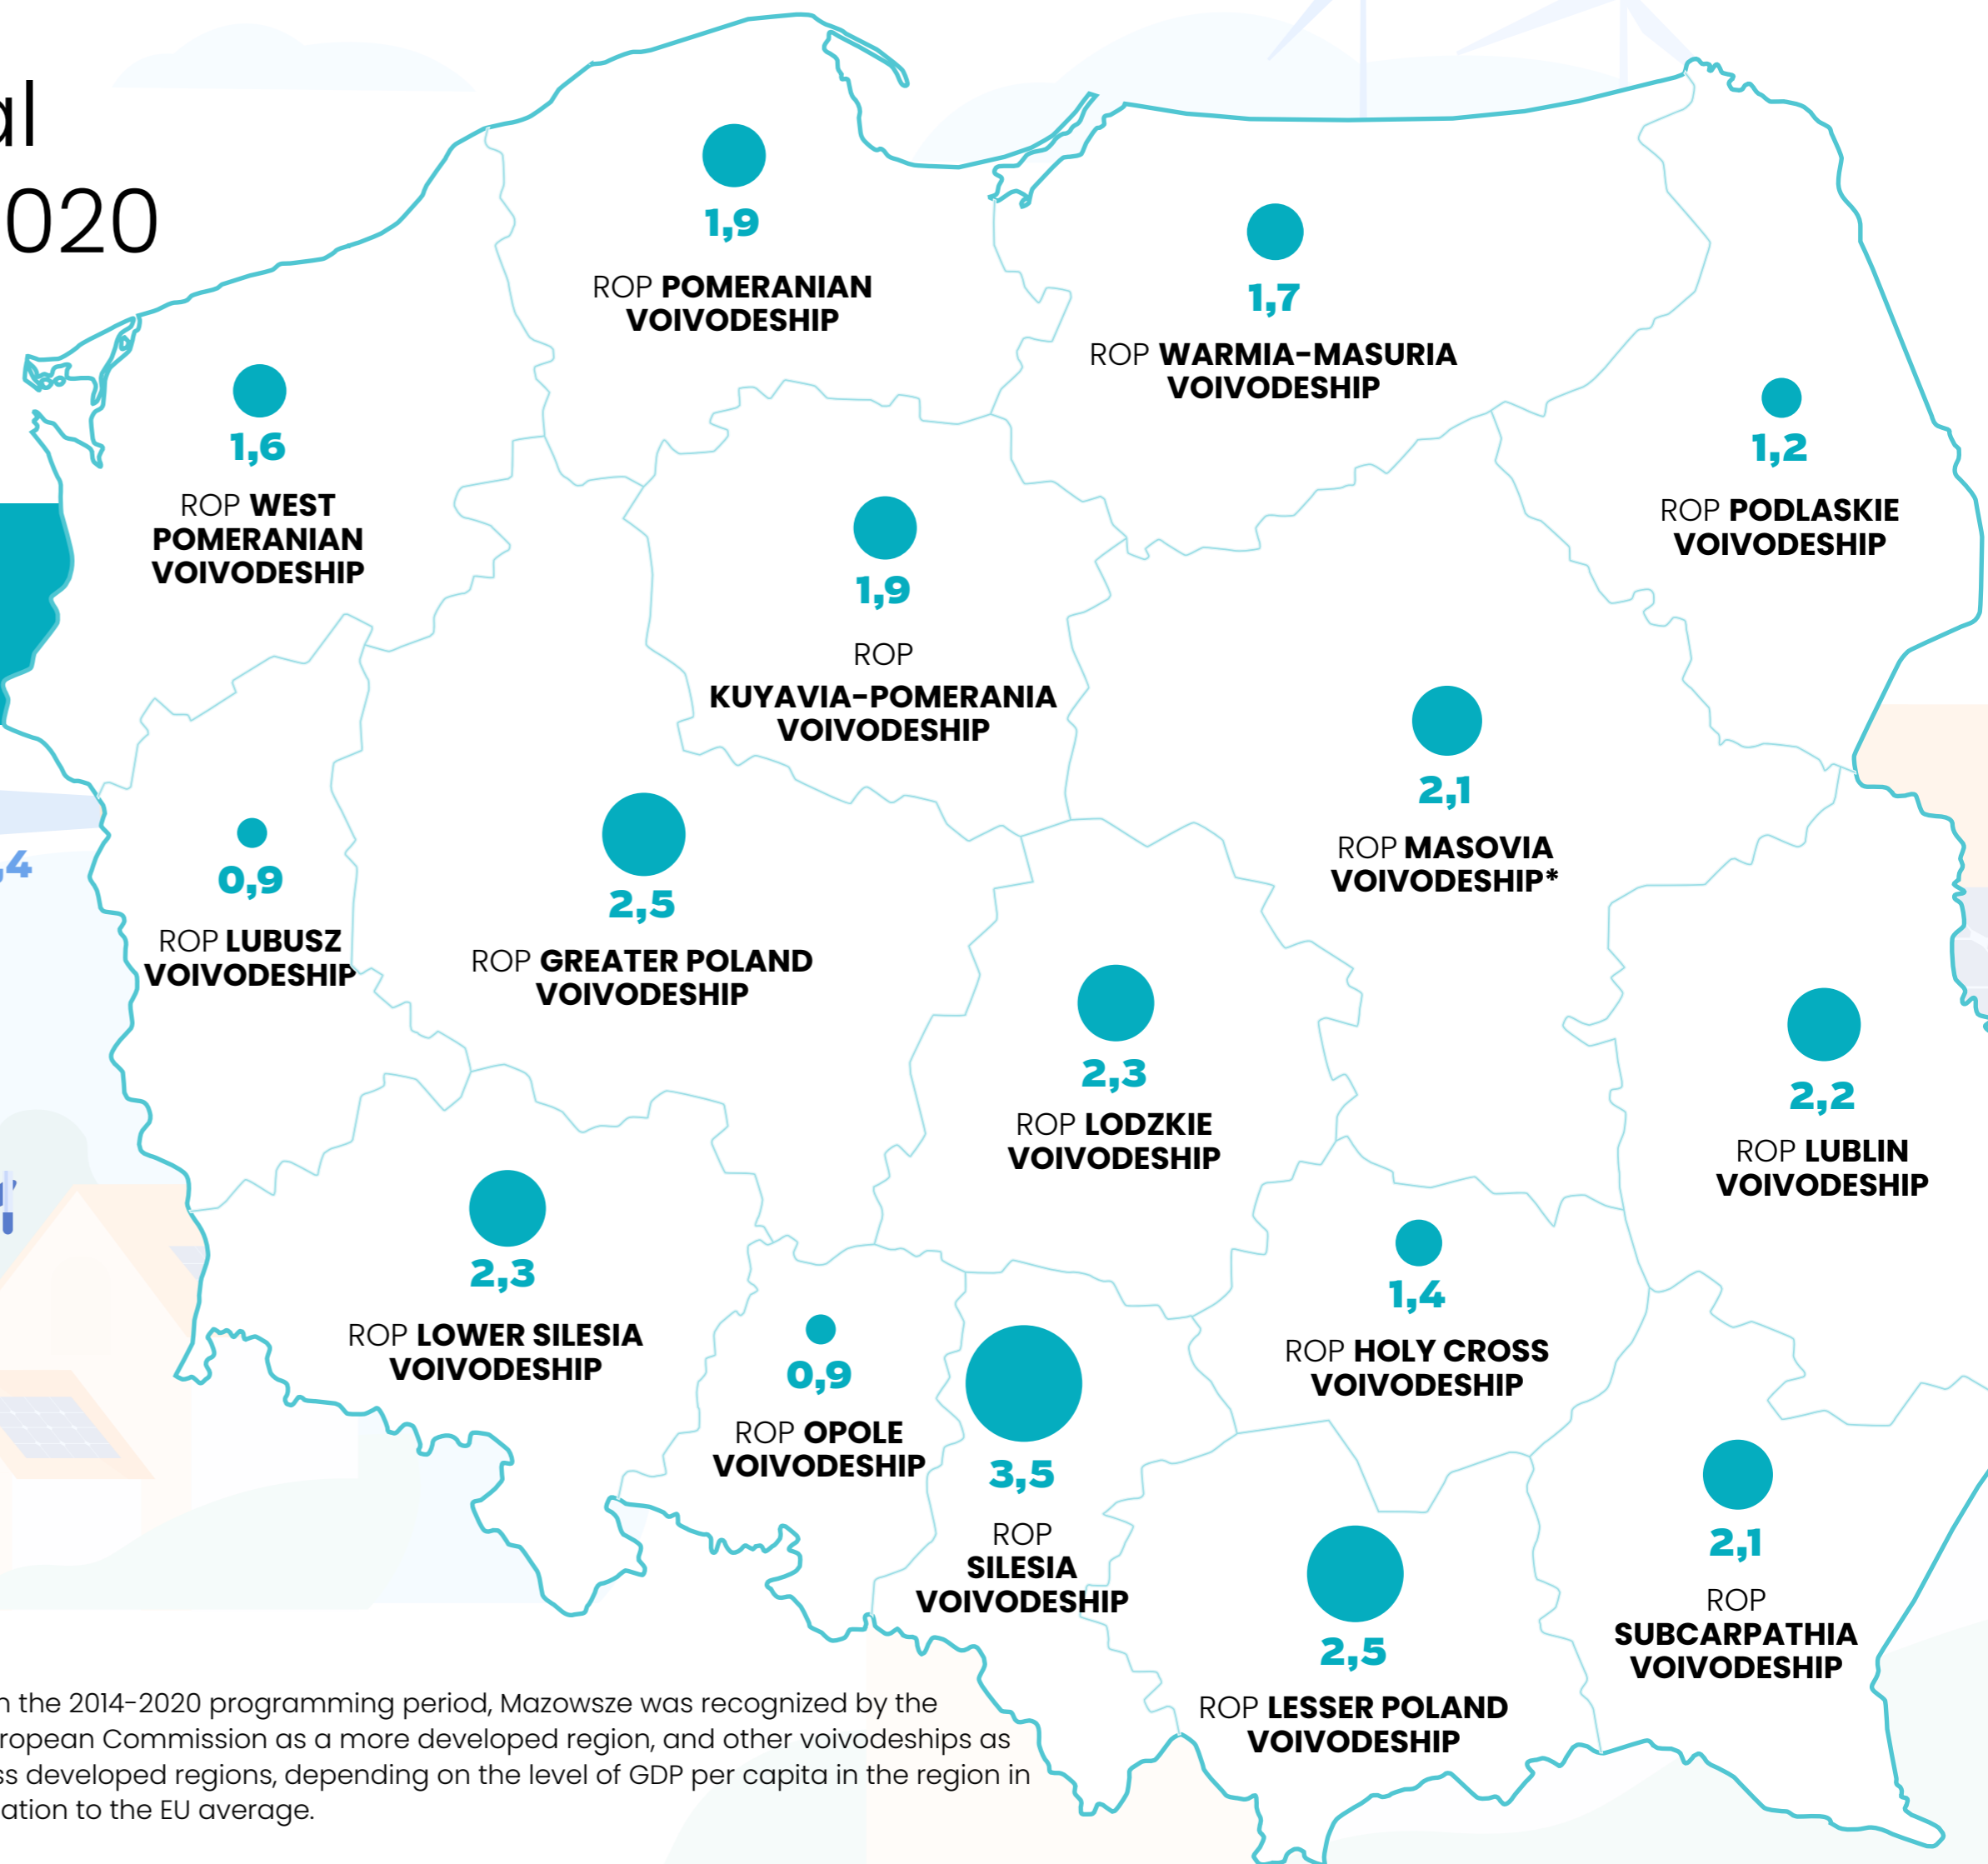 al
020
1,9
ROP POMERANIAN
VOIVODESHIP
1,7
ROP WARMIA-MASURIA
VOIVODESHIP
1,6
ROP WEST
POMERANIAN
VOIVODESHIP
1,2
ROP PODLASKIE
VOIVODESHIP
1,9
ROP
KUYAVIA-POMERANIA
VOIVODESHIP
2,1
ROP MASOVIA
VOIVODESHIP*
,4
0,9
ROP LUBUSZ
VOIVODESHIP
2,5
ROP GREATER POLAND
VOIVODESHIP
2,3
ROP LODZKIE
VOIVODESHIP
2,2
ROP LUBLIN
VOIVODESHIP
2,3
ROP LOWER SILESIA
VOIVODESHIP
1,4
ROP HOLY CROSS
VOIVODESHIP
0,9
ROP OPOLE
VOIVODESHIP
3,5
ROP
SILESIA
VOIVODESHIP
2,1
ROP
SUBCARPATHIA
VOIVODESHIP
2,5
ROP LESSER POLAND
VOIVODESHIP
n the 2014-2020 programming period, Mazowsze was recognized by the
ropean Commission as a more developed region, and other voivodeships as
ss developed regions, depending on the level of GDP per capita in the region in
ation to the EU average.